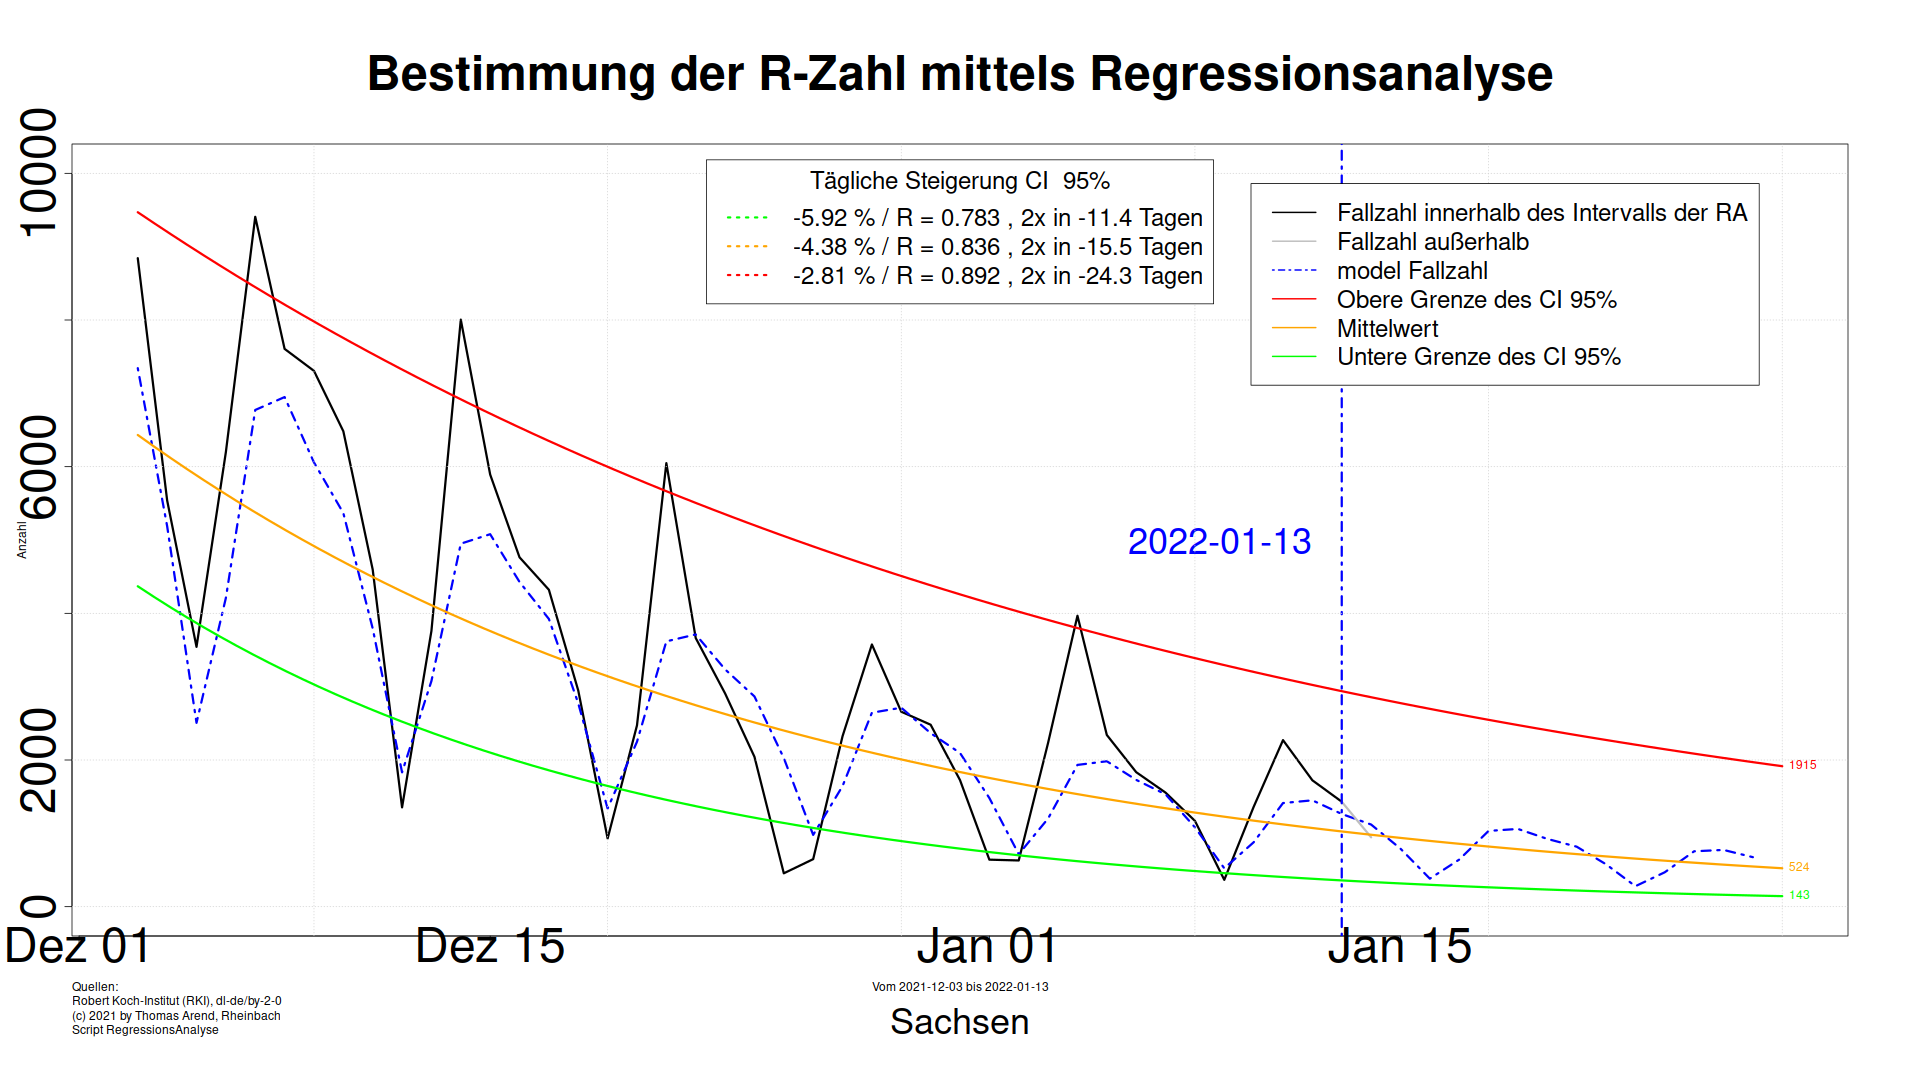 Bestimmung der R-Zahl mittels Regressionsanalyse
10000
6000
2000
0
Anzahl
Tägliche Steigerung CI 95%
-5.92 % / R = 0.783 , 2x in -11.4 Tagen
-4.38 % / R = 0.836 , 2x in -15.5 Tagen
-2.81 % / R = 0.892 , 2x in -24.3 Tagen
Fallzahl innerhalb des Intervalls der RA
Fallzahl außerhalb
model Fallzahl
Obere Grenze des CI 95%
Mittelwert
Untere Grenze des CI 95%
2022-01-13
1915
524
143
Dez 01
Dez 15
Jan 01
Jan 15
Quellen:
Robert Koch-Institut (RKI), dl-de/by-2-0
(c) 2021 by Thomas Arend, Rheinbach
Script RegressionsAnalyse
Vom 2021-12-03 bis 2022-01-13
Sachsen